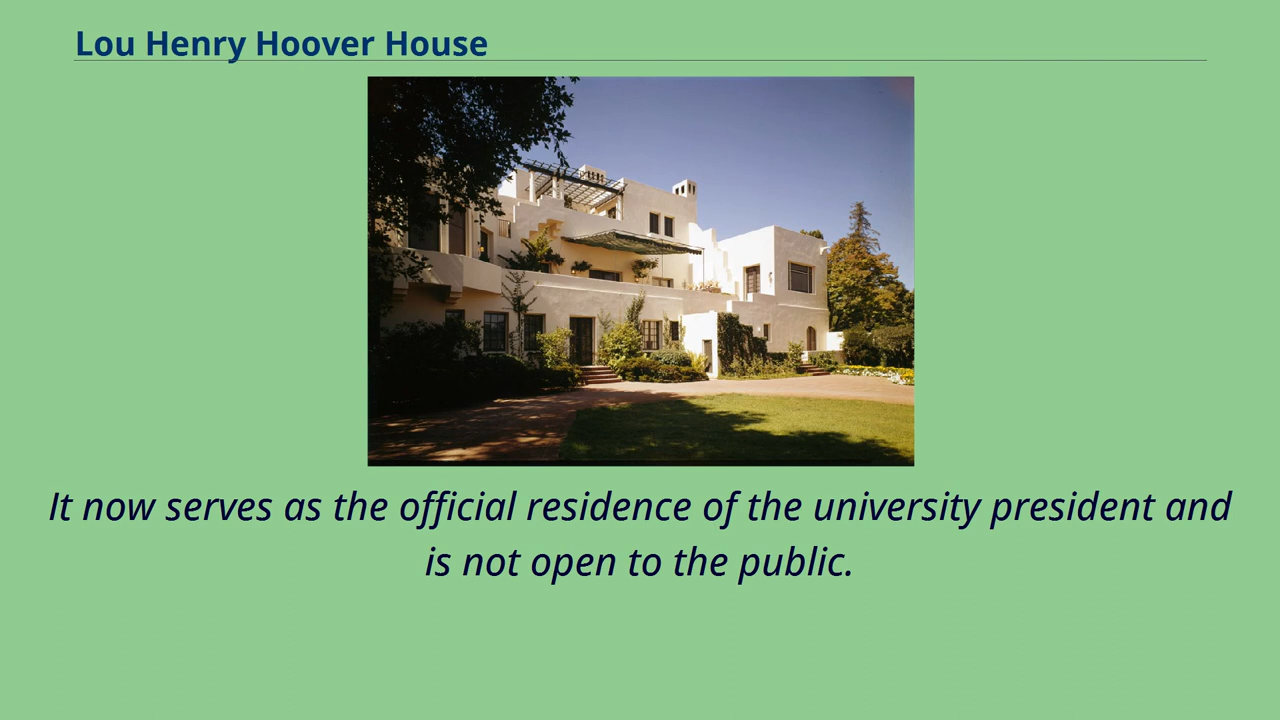 Lou Henry Hoover House
It now serves as the official residence of the university president and
is not open to the public.